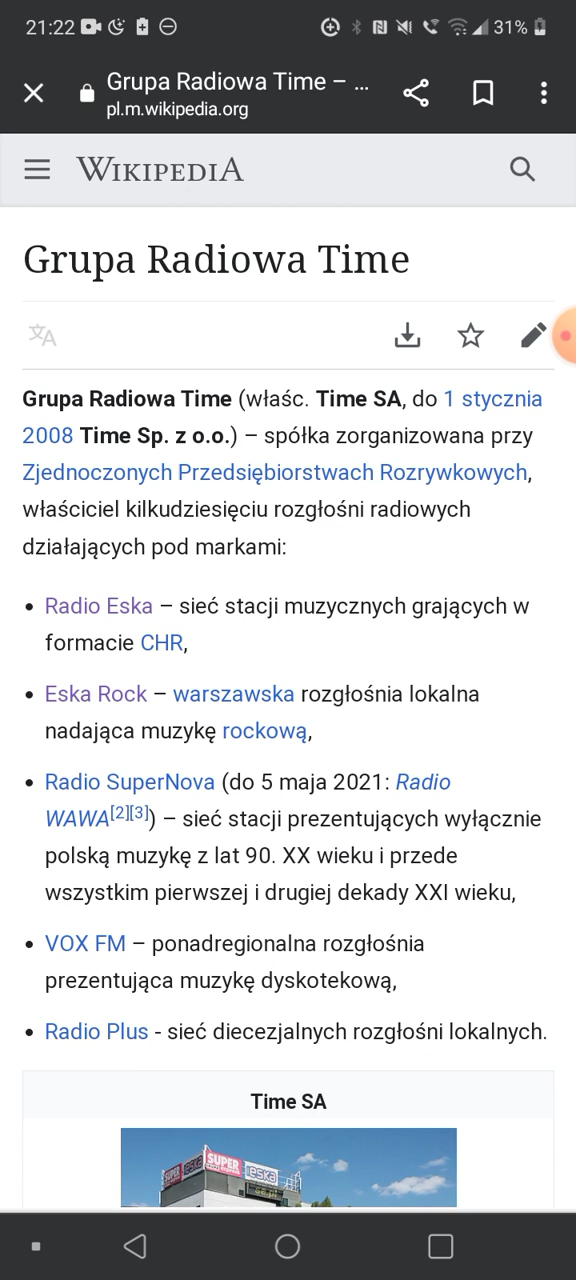 21:22
31%
Grupa Radiowa Time – ...
pl.m.wikipedia.org
WIKIPEDIA
Grupa Radiowa Time
Grupa Radiowa Time (właśc. Time SA, do 1 stycznia
2008 Time Sp. z o.o.) – spółka zorganizowana przy
Zjednoczonych Przedsiębiorstwach Rozrywkowych,
właściciel kilkudziesięciu rozgłośni radiowych
działających pod markami:
• Radio Eska – sieć stacji muzycznych grających w
formacie CHR,
• Eska Rock – warszawska rozgłośnia lokalna
nadająca muzykę rockową,
• Radio SuperNova (do 5 maja 2021: Radio
WAWA[2][3]) – sieć stacji prezentujących wyłącznie
polską muzykę z lat 90. XX wieku i przede
wszystkim pierwszej i drugiej dekady XXI wieku,
• VOX FM – ponadregionalna rozgłośnia
prezentująca muzykę dyskotekową,
• Radio Plus - sieć diecezjalnych rozgłośni lokalnych.
Time SA
SUPER
ESKA
SUPER
ESKA